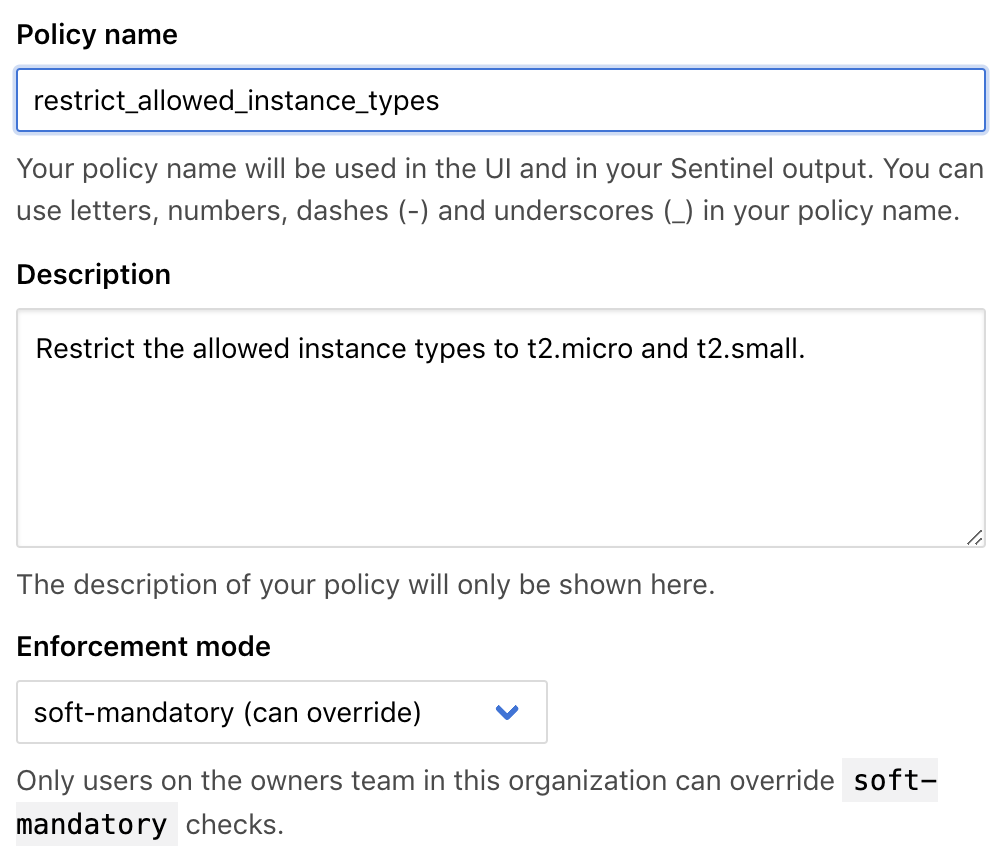 Policy name
restrict_allowed_instance_types
Your policy name will be used in the UI and in your Sentinel output. You can
use letters, numbers, dashes (-) and underscores (_) in your policy name.
Description
Restrict the allowed instance types to t2.micro and t2.small.
The description of your policy will only be shown here.
Enforcement mode
soft-mandatory (can override)
Only users on the owners team in this organization can override soft-
mandatory checks.